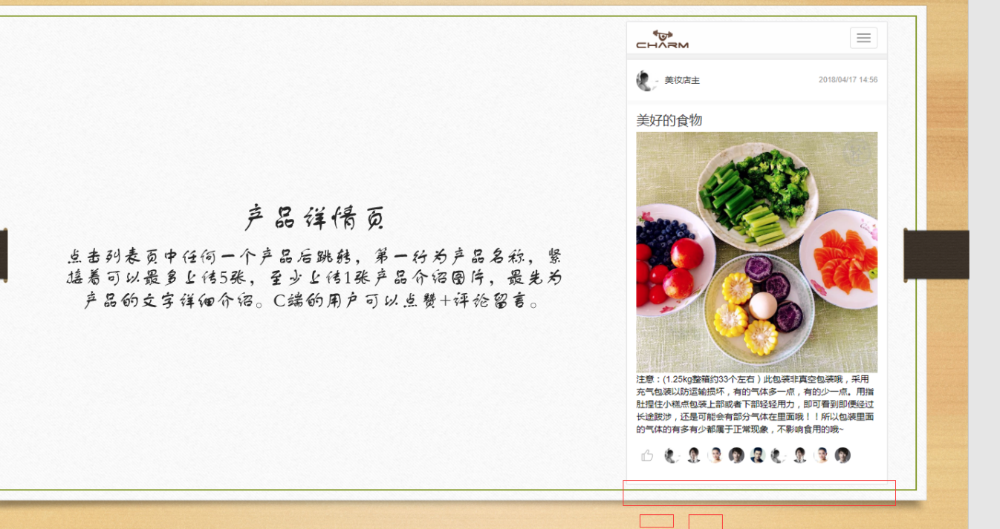 产品详情页
点击列表页中任何一个产品后跳转，第一行为产品名称，紧
接着可以最多上传5张，至少上传1张产品介绍图片，最先为
产品的文字详细介绍。C端的用户可以点赞+评论留言。
CHARM
美妆店主 2018/04/17 14:56
美好的食物
注意：(1.25kg整箱约33个左右）此包装非真空包装哦，采用
充气包装以防运输损坏，有的气体多一点，有的少一点。用指
肚捏住小糕点包装上部或者下部轻轻用力，即可看到即便经过
长途跋涉，还是可能会有部分气体在里面哦！！所以包装里面
的气体的有多有少都属于正常现象，不影响食用的哦~